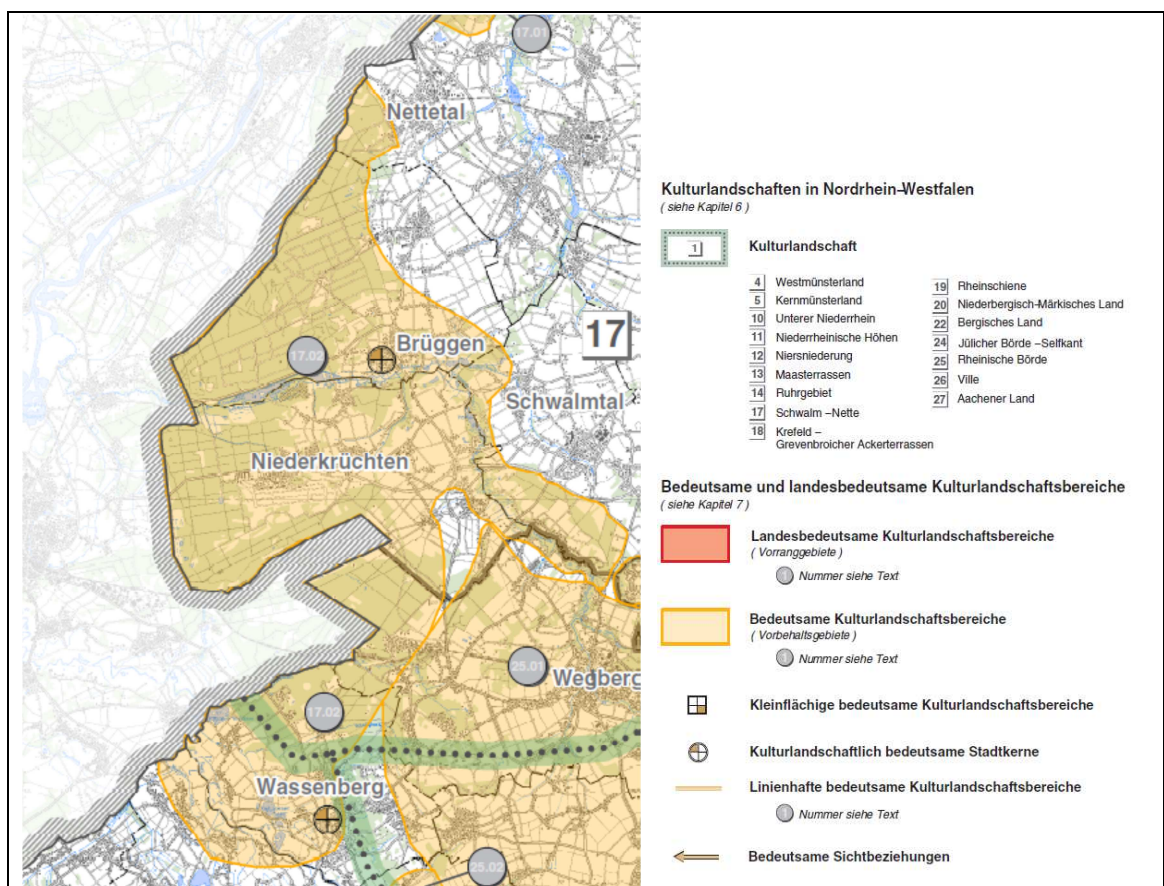 17.01
Nettetal
17.02
Brüggen
17
Schwalmtal
Niederkrüchten
25.01
Wegberg
17.02
Wassenberg
25.02
Kulturlandschaften in Nordrhein-Westfalen
( siehe Kapitel 6 )
1 Kulturlandschaft
4 Westmünsterland
5 Kernmünsterland
10 Unterer Niederrhein
11 Niederrheinische Höhen
12 Niersniederung
13 Maasterrassen
14 Ruhrgebiet
17 Schwalm –Nette
18 Krefeld –
Grevenbroicher Ackerterrassen
19 Rheinschiene
20 Niederbergisch-Märkisches Land
22 Bergisches Land
24 Jülicher Börde –Selfkant
25 Rheinische Börde
26 Ville
27 Aachener Land
Bedeutsame und landesbedeutsame Kulturlandschaftsbereiche
( siehe Kapitel 7 )
Landesbedeutsame Kulturlandschaftsbereiche
( Vorranggebiete )
1 Nummer siehe Text
Bedeutsame Kulturlandschaftsbereiche
( Vorbehaltsgebiete )
1 Nummer siehe Text
Kleinflächige bedeutsame Kulturlandschaftsbereiche
Kulturlandschaftlich bedeutsame Stadtkerne
Linienhafte bedeutsame Kulturlandschaftsbereiche
1 Nummer siehe Text
Bedeutsame Sichtbeziehungen